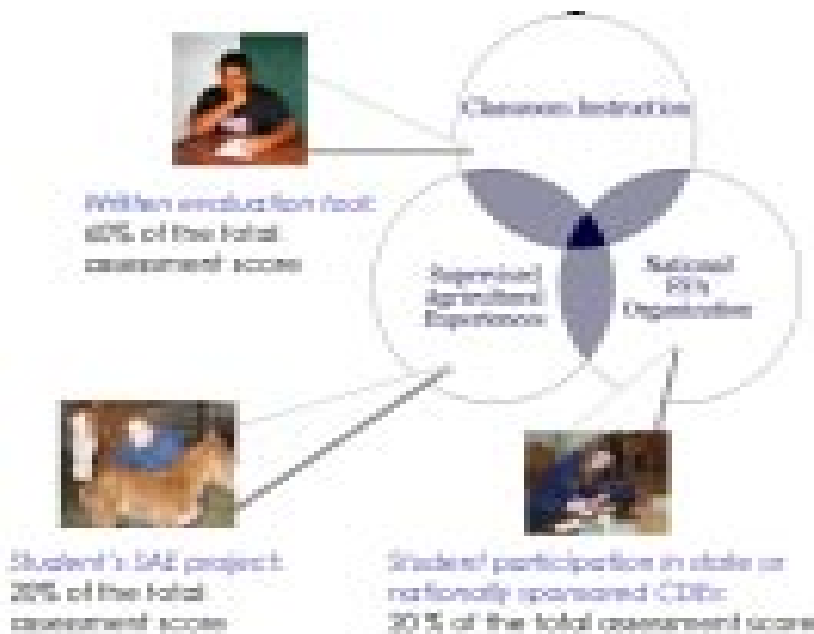 Classroom Instruction
Written evaluation tool:
60% of the total
assessment score
Supervised
Agricultural
Experiences
National
FFA
Organization
Student's SAE project:
20% of the total
assessment score
Student participation in state or
nationally sponsored CDEs:
20 % of the total assessment score